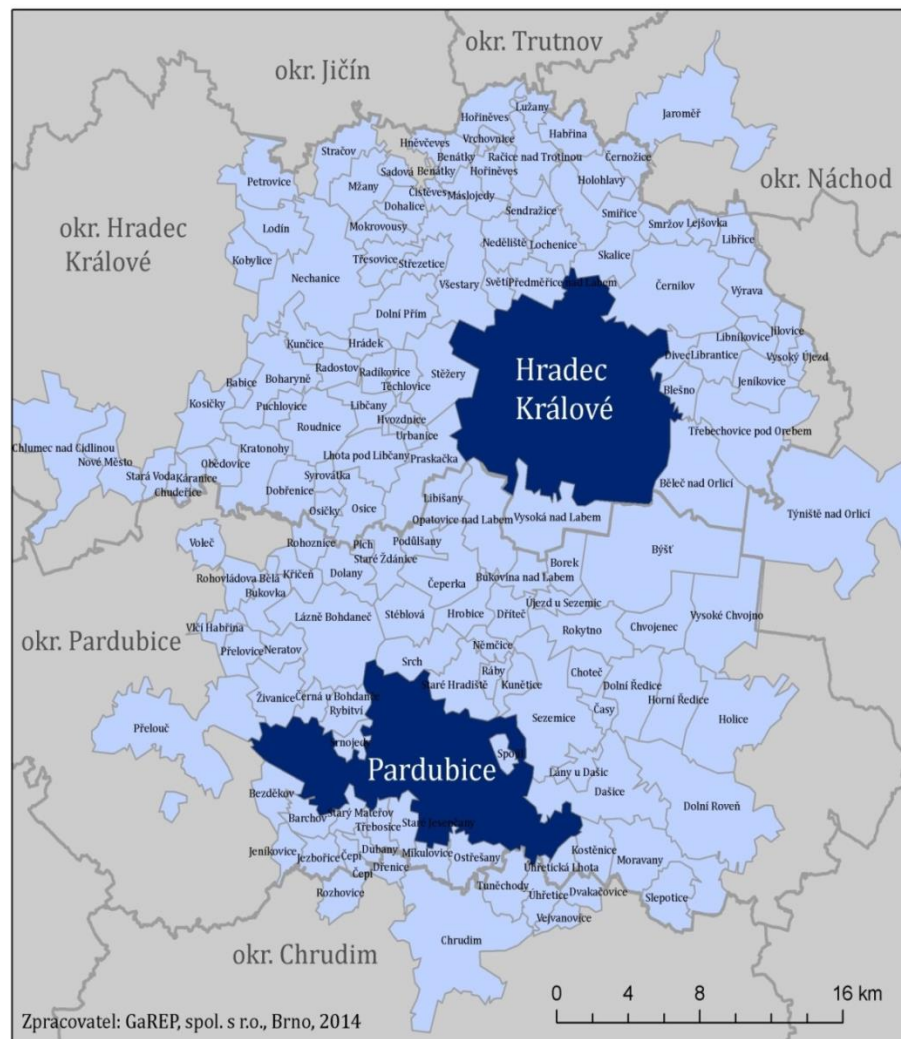 okr. Trutnov
okr. Jičín
Lužany
Hořiněves
Jaroměř
Habřina
Vrchovnice
Hněvčeves
Stračov
Benátky
Račice nad Trotinou
Černožice
Sadová
Benátky
Hořiněves
Petrovice
Mžany
Čistěves
Máslojedy
Holohlavy
okr. Náchod
Dohalice
Sendražice
Smiřice
Lodín
Mokrovousy
Smržov
Lejšovka
okr. Hradec
Králové
Neděliště
Lochenice
Libřice
Třesovice
Střezetice
Skalice
Kobylice
Nechanice
Všestary
Světí
Předměřice nad Labem
Černilov
Výrava
Dolní Přím
Kunčice
Hrádek
Libníkovice
Jílovice
Divec
Librantice
Vysoký Újezd
Radostov
Radíkovice
Stěžery
Hradec
Králové
Babice
Boharyně
Těchlovice
Blešno
Jeníkovice
Kosičky
Puchlovice
Libčany
Hvozdnice
Roudnice
Urbanice
Třebechovice pod Orebem
Chlumec nad Cidlinou
Kratonohy
Lhota pod Libčany
Praskačka
Nové Město
Obědovice
Stará Voda
Káranice
Syrovátka
Běleč nad Orlicí
Chudeřice
Dobřenice
Libišany
Osičky
Osice
Opatovice nad Labem
Vysoká nad Labem
Týniště nad Orlicí
Voleč
Rohoznice
Pich
Podůlšany
Býšť
Staré Ždánice
Borek
Rohovládova Bělá
Křičeň
Dolany
Čeperka
Bukovina nad Labem
Bukovka
Újezd u Sezemic
Lázně Bohdaneč
Stéblová
Hrobice
Dříteč
Vysoké Chvojno
Vlčí Habřina
Rokytno
Chvojenec
okr. Pardubice
Přelovice
Neratov
Němčice
Srch
Ráby
Choteč
Staré Hradiště
Kunětice
Dolní Ředice
Živanice
Černá u Bohdanče
Horní Ředice
Rybitví
Časy
Přelouč
Sezemice
Holice
Srnojedy
Spojil
Pardubice
Lány u Dašic
Bezděkov
Dašice
Dolní Roveň
Starý Mateřov
Barchov
Třebosice
Staré Jesenčany
Jeníkovice
Dubany
Kostěnice
Jezbořice
Čepí
Mikulovice
Ostřešany
Moravany
Čepí
Dřenice
Úhřetická Lhota
Rozhovice
Tuněchody
Úhřetice
Dvakačovice
Slepotice
Vejvanovice
Chrudim
okr. Chrudim
0 4 8 16 km
Zpracovatel: GaREP, spol. s r.o., Brno, 2014